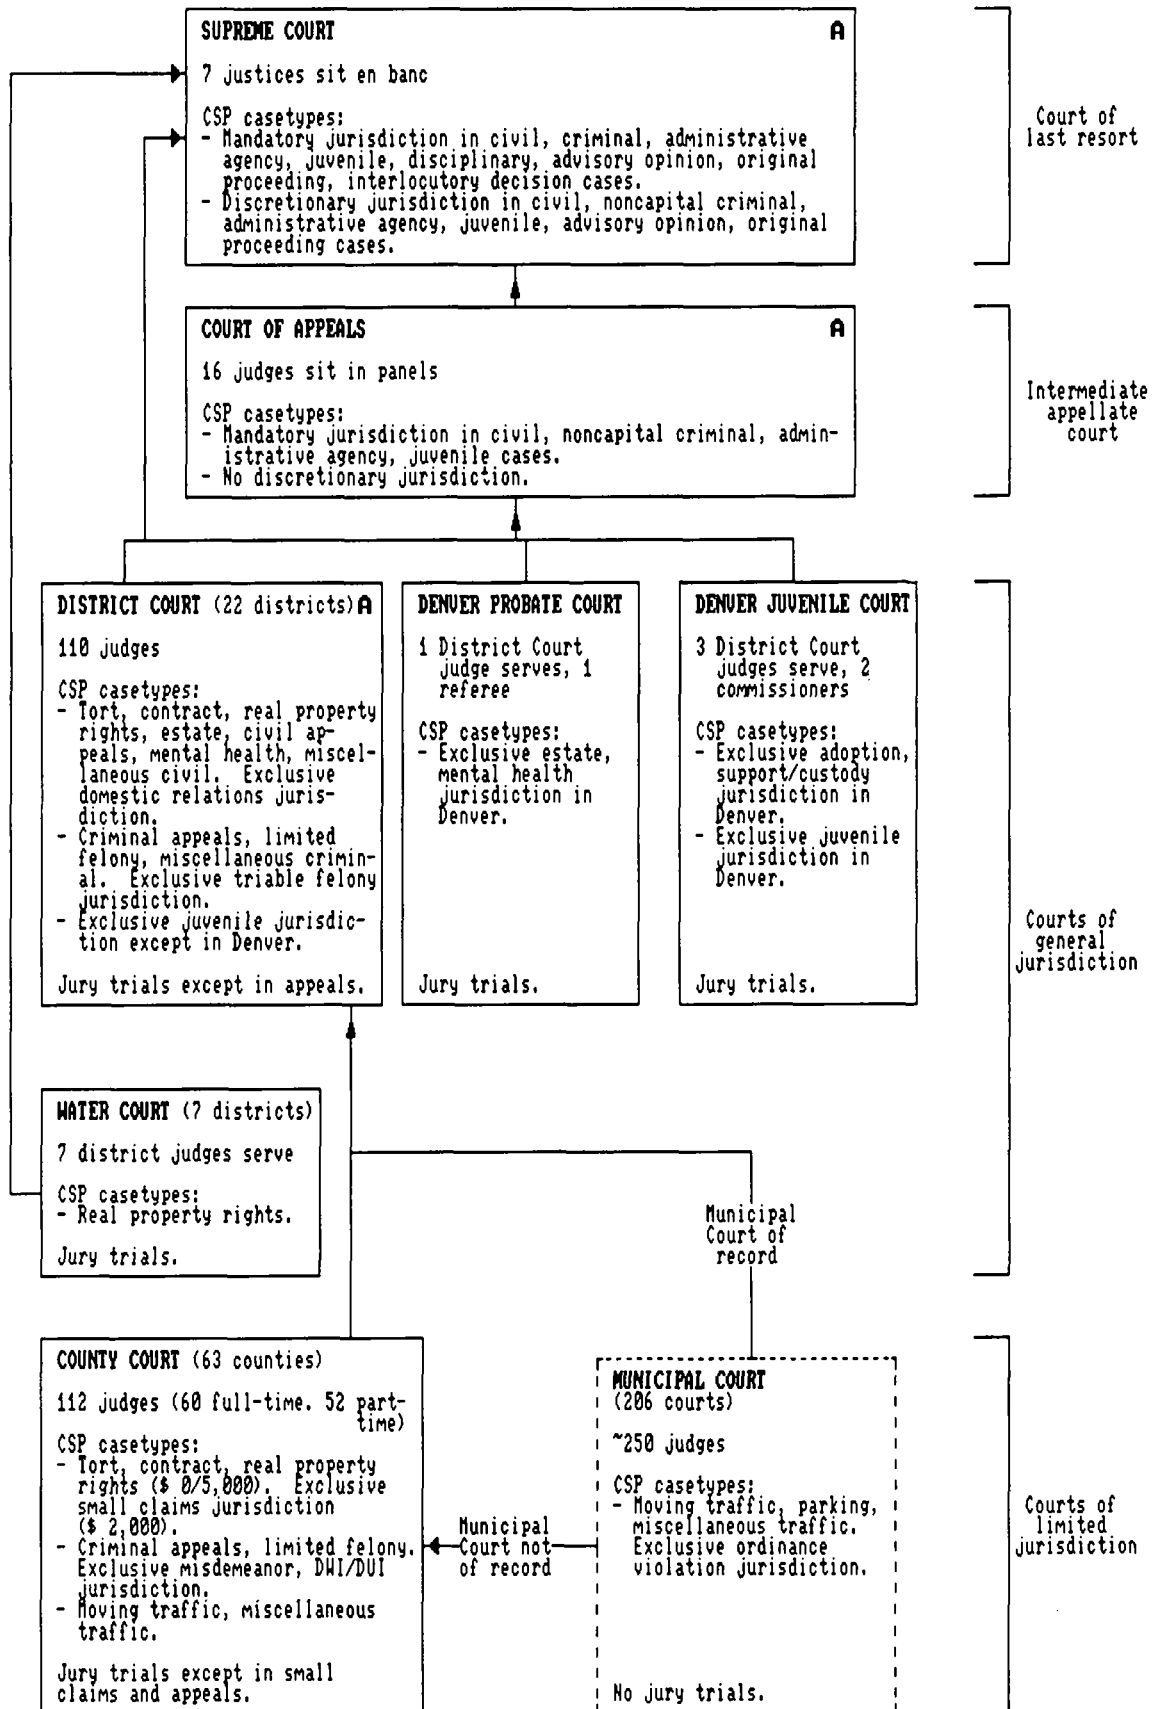 SUPREME COURT A
7 justices sit en banc
CSP casetypes:
- Mandatory jurisdiction in civil, criminal, administrative
agency, juvenile, disciplinary, advisory opinion, original
proceeding, interlocutory decision cases.
- Discretionary jurisdiction in civil, noncapital criminal,
administrative agency, juvenile, advisory opinion, original
proceeding cases.
Court of
last resort
COURT OF APPEALS A
16 judges sit in panels
CSP casetypes:
- Mandatory jurisdiction in civil, noncapital criminal, admin-
istrative agency, juvenile cases.
- No discretionary jurisdiction.
Intermediate
appellate
court
DISTRICT COURT (22 districts) A
110 judges
CSP casetypes:
- Tort, contract, real property
rights, estate, civil ap-
peals, mental health, miscel-
laneous civil. Exclusive
domestic relations juris-
diction.
- Criminal appeals, limited
felony, miscellaneous crimin-
al. Exclusive triable felony
jurisdiction.
- Exclusive juvenile jurisdic-
tion except in Denver.
Jury trials except in appeals.
DENVER PROBATE COURT
1 District Court
judge serves, 1
referee
CSP casetypes:
- Exclusive estate,
mental health
jurisdiction in
Denver.
Jury trials.
DENVER JUVENILE COURT
3 District Court
judges serve, 2
commissioners
CSP casetypes:
- Exclusive adoption,
support/custody
jurisdiction in
Denver.
- Exclusive juvenile
jurisdiction in
Denver.
Jury trials.
Courts of
general
jurisdiction
WATER COURT (7 districts)
7 district judges serve
CSP casetypes:
- Real property rights.
Jury trials.
Municipal
Court of
record
COUNTY COURT (63 counties)
112 judges (60 full-time. 52 part-
time)
CSP casetypes:
- Tort, contract, real property
rights ($ 0/5,000). Exclusive
small claims jurisdiction
($ 2,000).
- Criminal appeals, limited felony.
Exclusive misdemeanor, DWI/DUI
jurisdiction.
- Moving traffic, miscellaneous
traffic.
Jury trials except in small
claims and appeals.
Municipal
Court not
of record
MUNICIPAL COURT
(206 courts)
~250 judges
CSP casetypes:
- Moving traffic, parking,
miscellaneous traffic.
Exclusive ordinance
violation jurisdiction.
No jury trials.
Courts of
limited
jurisdiction